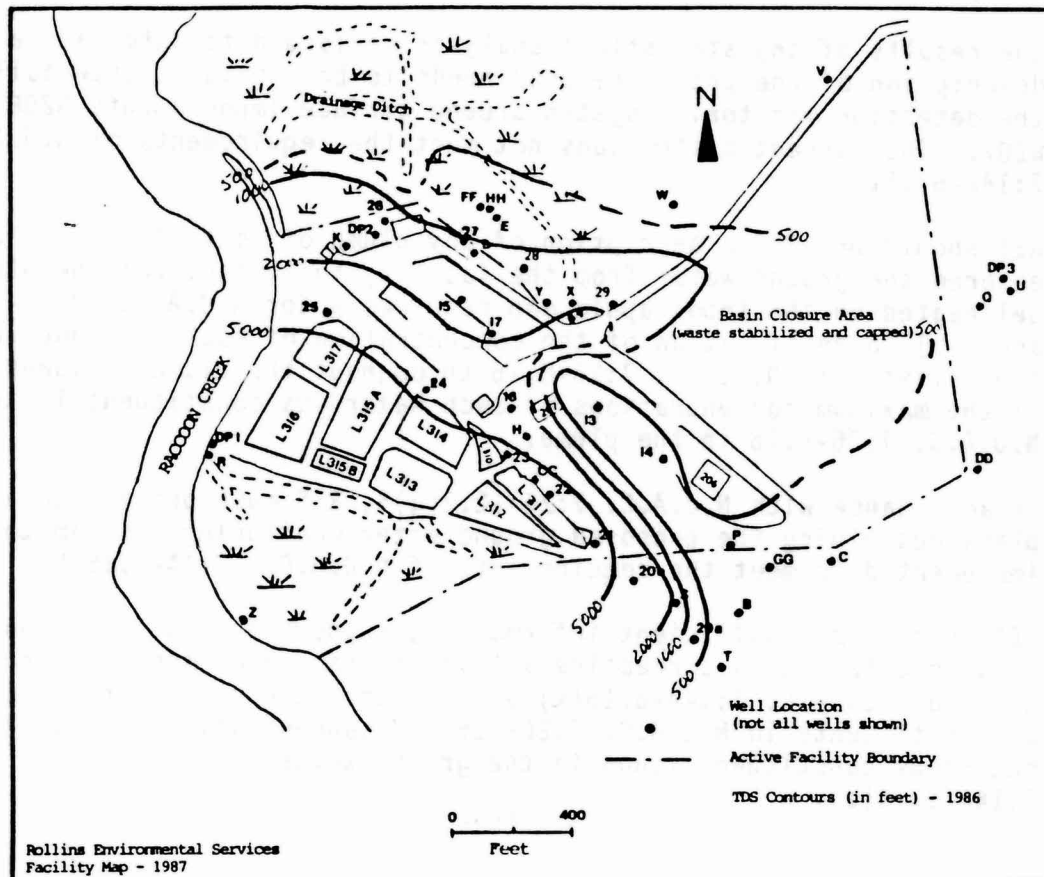 V
Drainage Ditch
N
500
1000
FF HH
E
W
500
26
DP2
K
27
D
2000
28
DP3
U
Q
25
15
Y X 29
17
Basin Closure Area
(waste stabilized and capped)
500
5000
L317
24
13
L316
L315A
L314
16
H
L310
23
14
206
DP1
L315B
L313
CC
22
DD
RACCOON CREEK
L312
21
P
GG
C
20
Z
5000
2000
1000
500
29a
B
T
Well Location
(not all wells shown)
Active Facility Boundary
TDS Contours (in feet) - 1986
0 400
Feet
Rollins Environmental Services
Facility Map - 1987